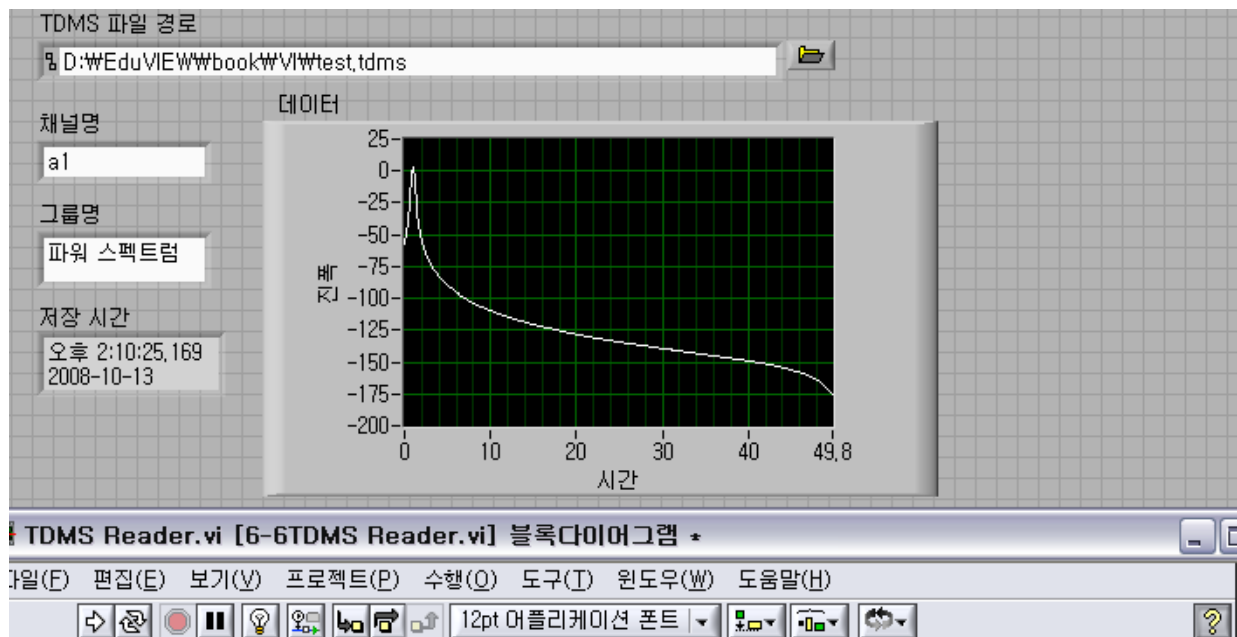 TDMS 파일 경로
D:₩EduVIEW₩book₩VI₩test.tdms
데이터
채널명
a1
그룹명
파워 스펙트럼
저장 시간
오후 2:10:25.169
2008-10-13
25
0
-25
-50
-75
-100
-125
-150
-175
-200
진폭
0 10 20 30 40 49.8
시간
TDMS Reader.vi [6-6TDMS Reader.vi] 블록다이어그램 *
파일(F) 편집(E) 보기(V) 프로젝트(P) 수행(O) 도구(T) 윈도우(W) 도움말(H)
12pt 어플리케이션 폰트
?